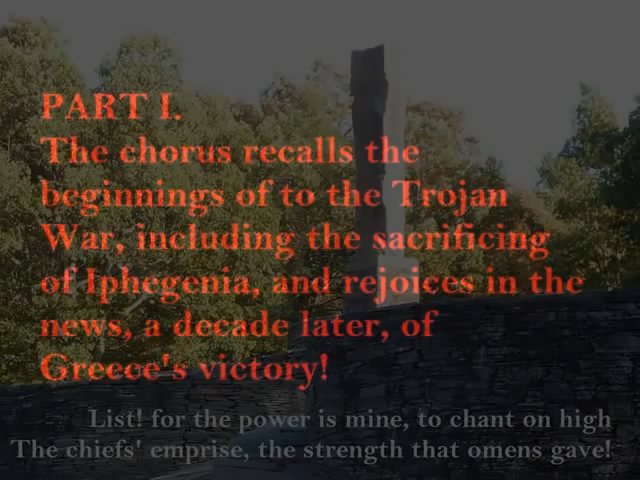 PART I.
The chorus recalls the
beginnings of to the Trojan
War, including the sacrificing
of Iphegenia, and rejoices in the
news, a decade later, of
Greece's victory!
List! for the power is mine, to chant on high
The chiefs' emprise, the strength that omens gave!